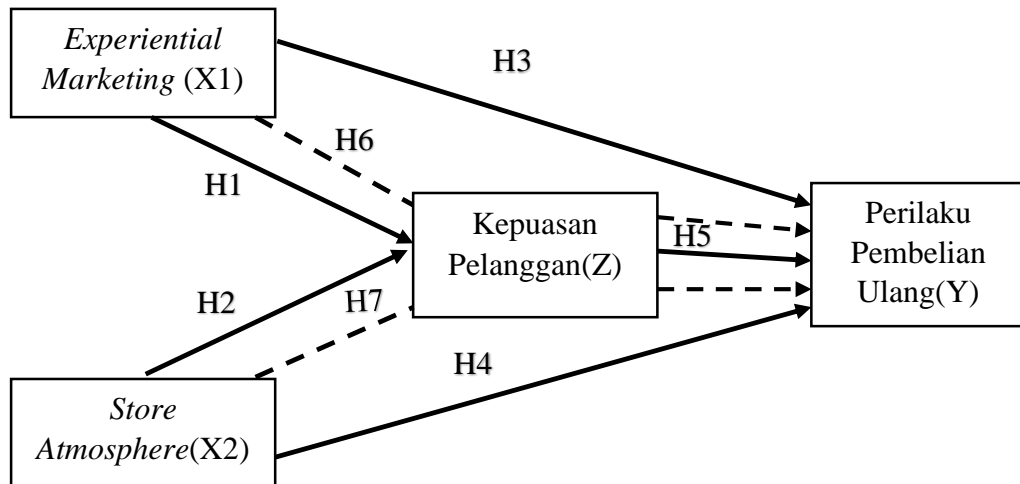 Experiential
Marketing (X1)
H3
H6
H1
Kepuasan
Pelanggan(Z)
H5
Perilaku
Pembelian
Ulang(Y)
H2
H7
H4
Store
Atmosphere(X2)